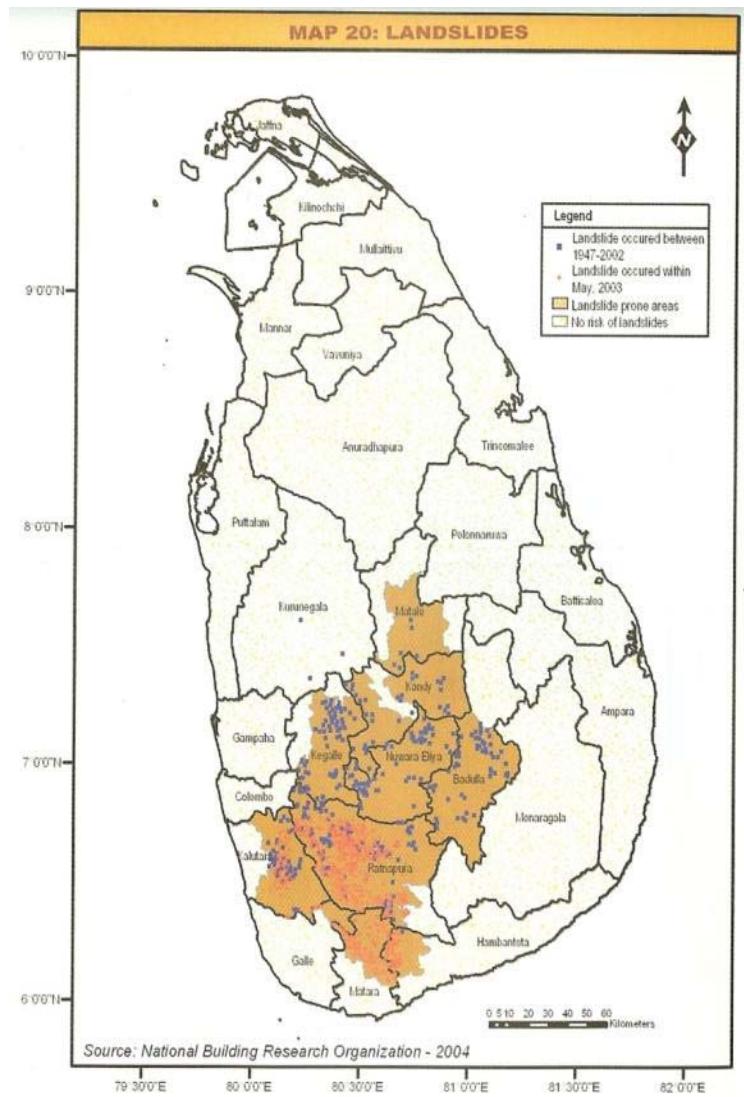 MAP 20: LANDSLIDES
10°0'0"N
Jaffna
Kilinochchi
Mullaittivu
Legend
Landslide occured between
1947-2002
Landslide occured within
May, 2003
Landslide prone areas
No risk of landslides
9°0'0"N
Mannar
Vavuniya
Anuradhapura
Trincomalee
8°0'0"N
Puttalam
Polonnaruwa
Batticaloa
Kurunegala
Matale
Kandy
Ampara
Gampaha
7°0'0"N
Kegalle
Nuwara Eliya
Badulla
Colombo
Monaragala
Kalutara
Ratnapura
Hambantota
Galle
Matara
6°0'0"N
0 5 10 20 30 40 50 60
Kilometers
Source: National Building Research Organization - 2004
79°30'0"E 80°0'0"E 80°30'0"E 81°0'0"E 81°30'0"E 82°0'0"E
N